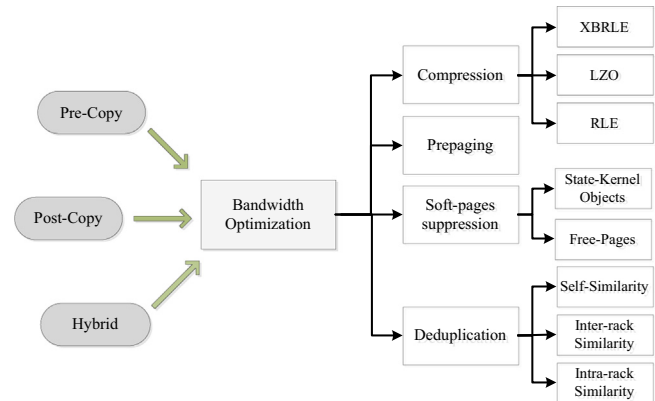 Pre-Copy
Post-Copy
Hybrid
Bandwidth
Optimization
Compression
Prepaging
Soft-pages
suppression
Deduplication
XBRLE
LZO
RLE
State-Kernel
Objects
Free-Pages
Self-Similarity
Inter-rack
Similarity
Intra-rack
Similarity